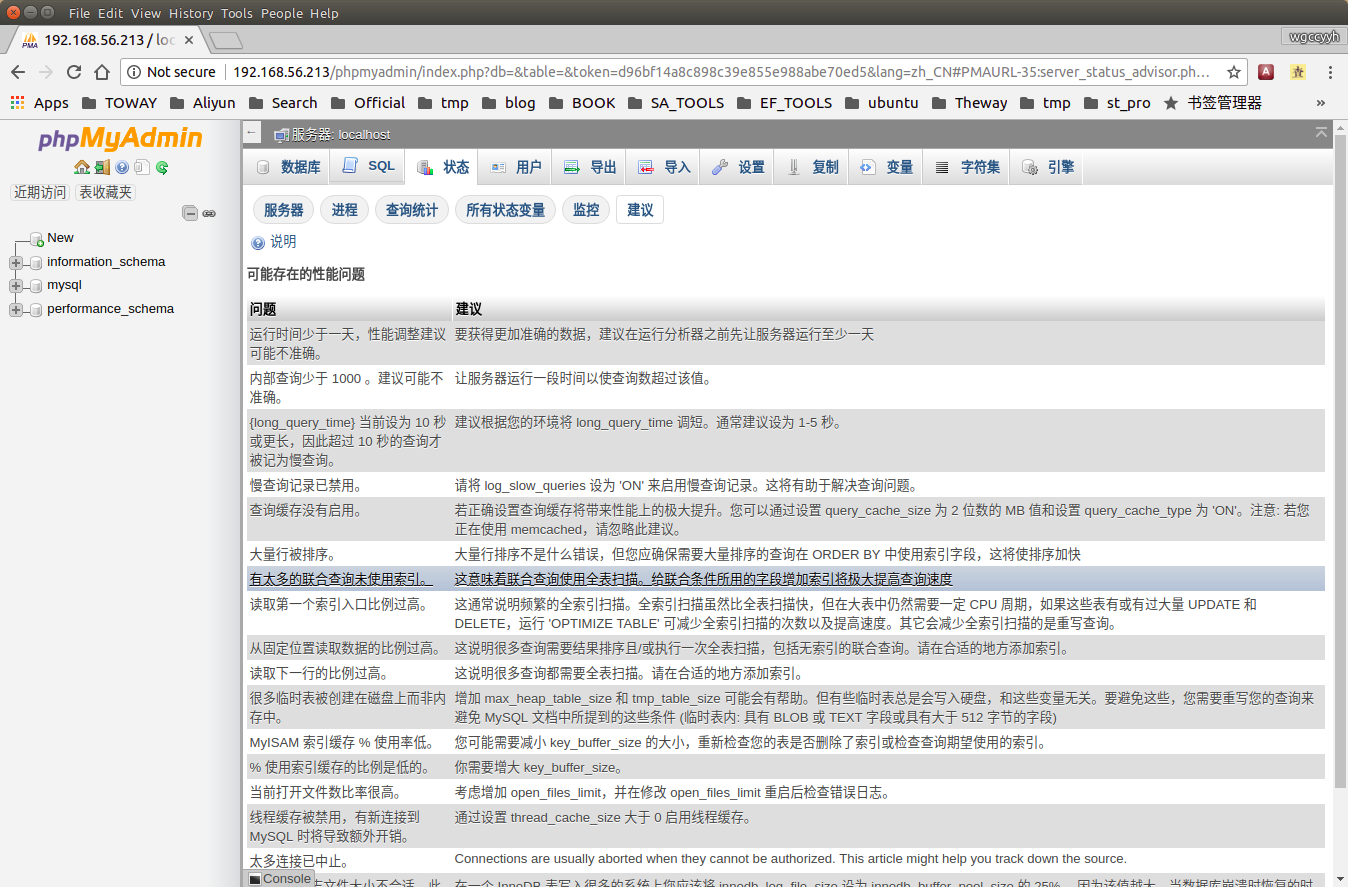 File Edit View History Tools People Help
192.168.56.213 / loc
wgccyyh
Not secure 192.168.56.213/phpmyadmin/index.php?db=&table=&token=d96bf14a8c898c39e855e988abe70ed5&lang=zh_CN#PMAURL-35:server_status_advisor.ph...
Apps TOWAY Aliyun Search Official tmp blog BOOK SA_TOOLS EF_TOOLS ubuntu Theway tmp st_pro 书签管理器 »
phpMyAdmin
近期访问 表收藏夹
New
information_schema
mysql
performance_schema
服务器: localhost
数据库 SQL 状态 用户 导出 导入 设置 复制 变量 字符集 引擎
服务器 进程 查询统计 所有状态变量 监控 建议
说明
可能存在的性能问题
问题 建议
运行时间少于一天，性能调整建议 要获得更加准确的数据，建议在运行分析器之前先让服务器运行至少一天
可能不准确。
内部查询少于 1000 。建议可能不 让服务器运行一段时间以使查询数超过该值。
准确。
{long_query_time} 当前设为 10 秒 建议根据您的环境将 long_query_time 调短。通常建议设为 1-5 秒。
或更长，因此超过 10 秒的查询才
被记为慢查询。
慢查询记录已禁用。 请将 log_slow_queries 设为 'ON' 来启用慢查询记录。这将有助于解决查询问题。
查询缓存没有启用。 若正确设置查询缓存将带来性能上的极大提升。您可以通过设置 query_cache_size 为 2 位数的 MB 值和设置 query_cache_type 为 'ON'。注意: 若您
正在使用 memcached，请忽略此建议。
大量行被排序。 大量行排序不是什么错误，但您应确保需要大量排序的查询在 ORDER BY 中使用索引字段，这将使排序加快
有太多的联合查询未使用索引。 这意味着联合查询使用全表扫描。给联合条件所用的字段增加索引将极大提高查询速度
读取第一个索引入口比例过高。 这通常说明频繁的全索引扫描。全索引扫描虽然比全表扫描快，但在大表中仍然需要一定 CPU 周期，如果这些表有或有过大量 UPDATE 和
DELETE，运行 'OPTIMIZE TABLE' 可减少全索引扫描的次数以及提高速度。其它会减少全索引扫描的是重写查询。
从固定位置读取数据的比例过高。 这说明很多查询需要结果排序且/或执行一次全表扫描，包括无索引的联合查询。请在合适的地方添加索引。
读取下一行的比例过高。 这说明很多查询都需要全表扫描。请在合适的地方添加索引。
很多临时表被创建在磁盘上而非内 增加 max_heap_table_size 和 tmp_table_size 可能会有帮助。但有些临时表总是会写入硬盘，和这些变量无关。要避免这些，您需要重写您的查询来
存中。 避免 MySQL 文档中所提到的这些条件 (临时表内: 具有 BLOB 或 TEXT 字段或具有大于 512 字节的字段)
MyISAM 索引缓存 % 使用率低。 您可能需要减小 key_buffer_size 的大小，重新检查您的表是否删除了索引或检查查询期望使用的索引。
% 使用索引缓存的比例是低的。 你需要增大 key_buffer_size。
当前打开文件数比率很高。 考虑增加 open_files_limit，并在修改 open_files_limit 重启后检查错误日志。
线程缓存被禁用，有新连接到 通过设置 thread_cache_size 大于 0 启用线程缓存。
MySQL 时将导致额外开销。
太多连接已中止。 Connections are usually aborted when they cannot be authorized. This article might help you track down the source.
Console
在一个 InnoDB 表写入很多的系统上您应该将 innodb_log_file_size 设为 innodb_buffer_pool_size 的 25%。